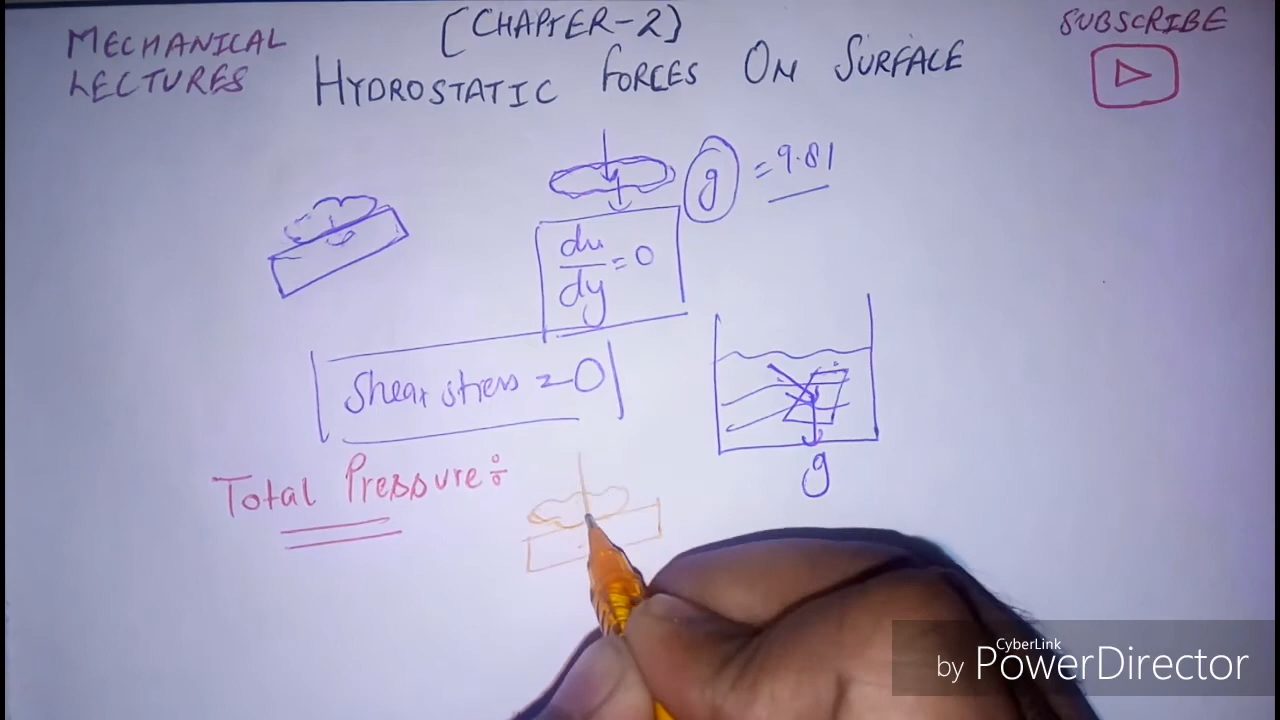 [CHAPTER-2]
MECHANICAL
LECTURES
HYDROSTATIC FORCES ON SURFACE
SUBSCRIBE
g = 9.81
du/dy = 0
Shear stress = 0
g
Total Pressure÷
CyberLink
by PowerDirector